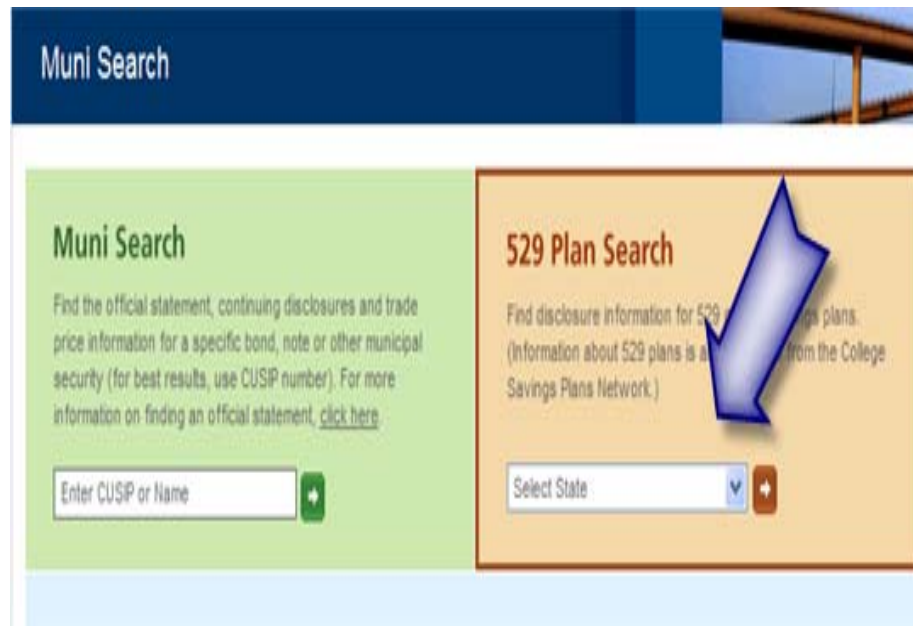 Muni Search
Muni Search
Find the official statement, continuing disclosures and trade
price information for a specific bond, note or other municipal
security (for best results, use CUSIP number). For more
information on finding an official statement, click here.
Enter CUSIP or Name
529 Plan Search
Find disclosure information for 529 plans.
(Information about 529 plans is from the College
Savings Plans Network.)
Select State